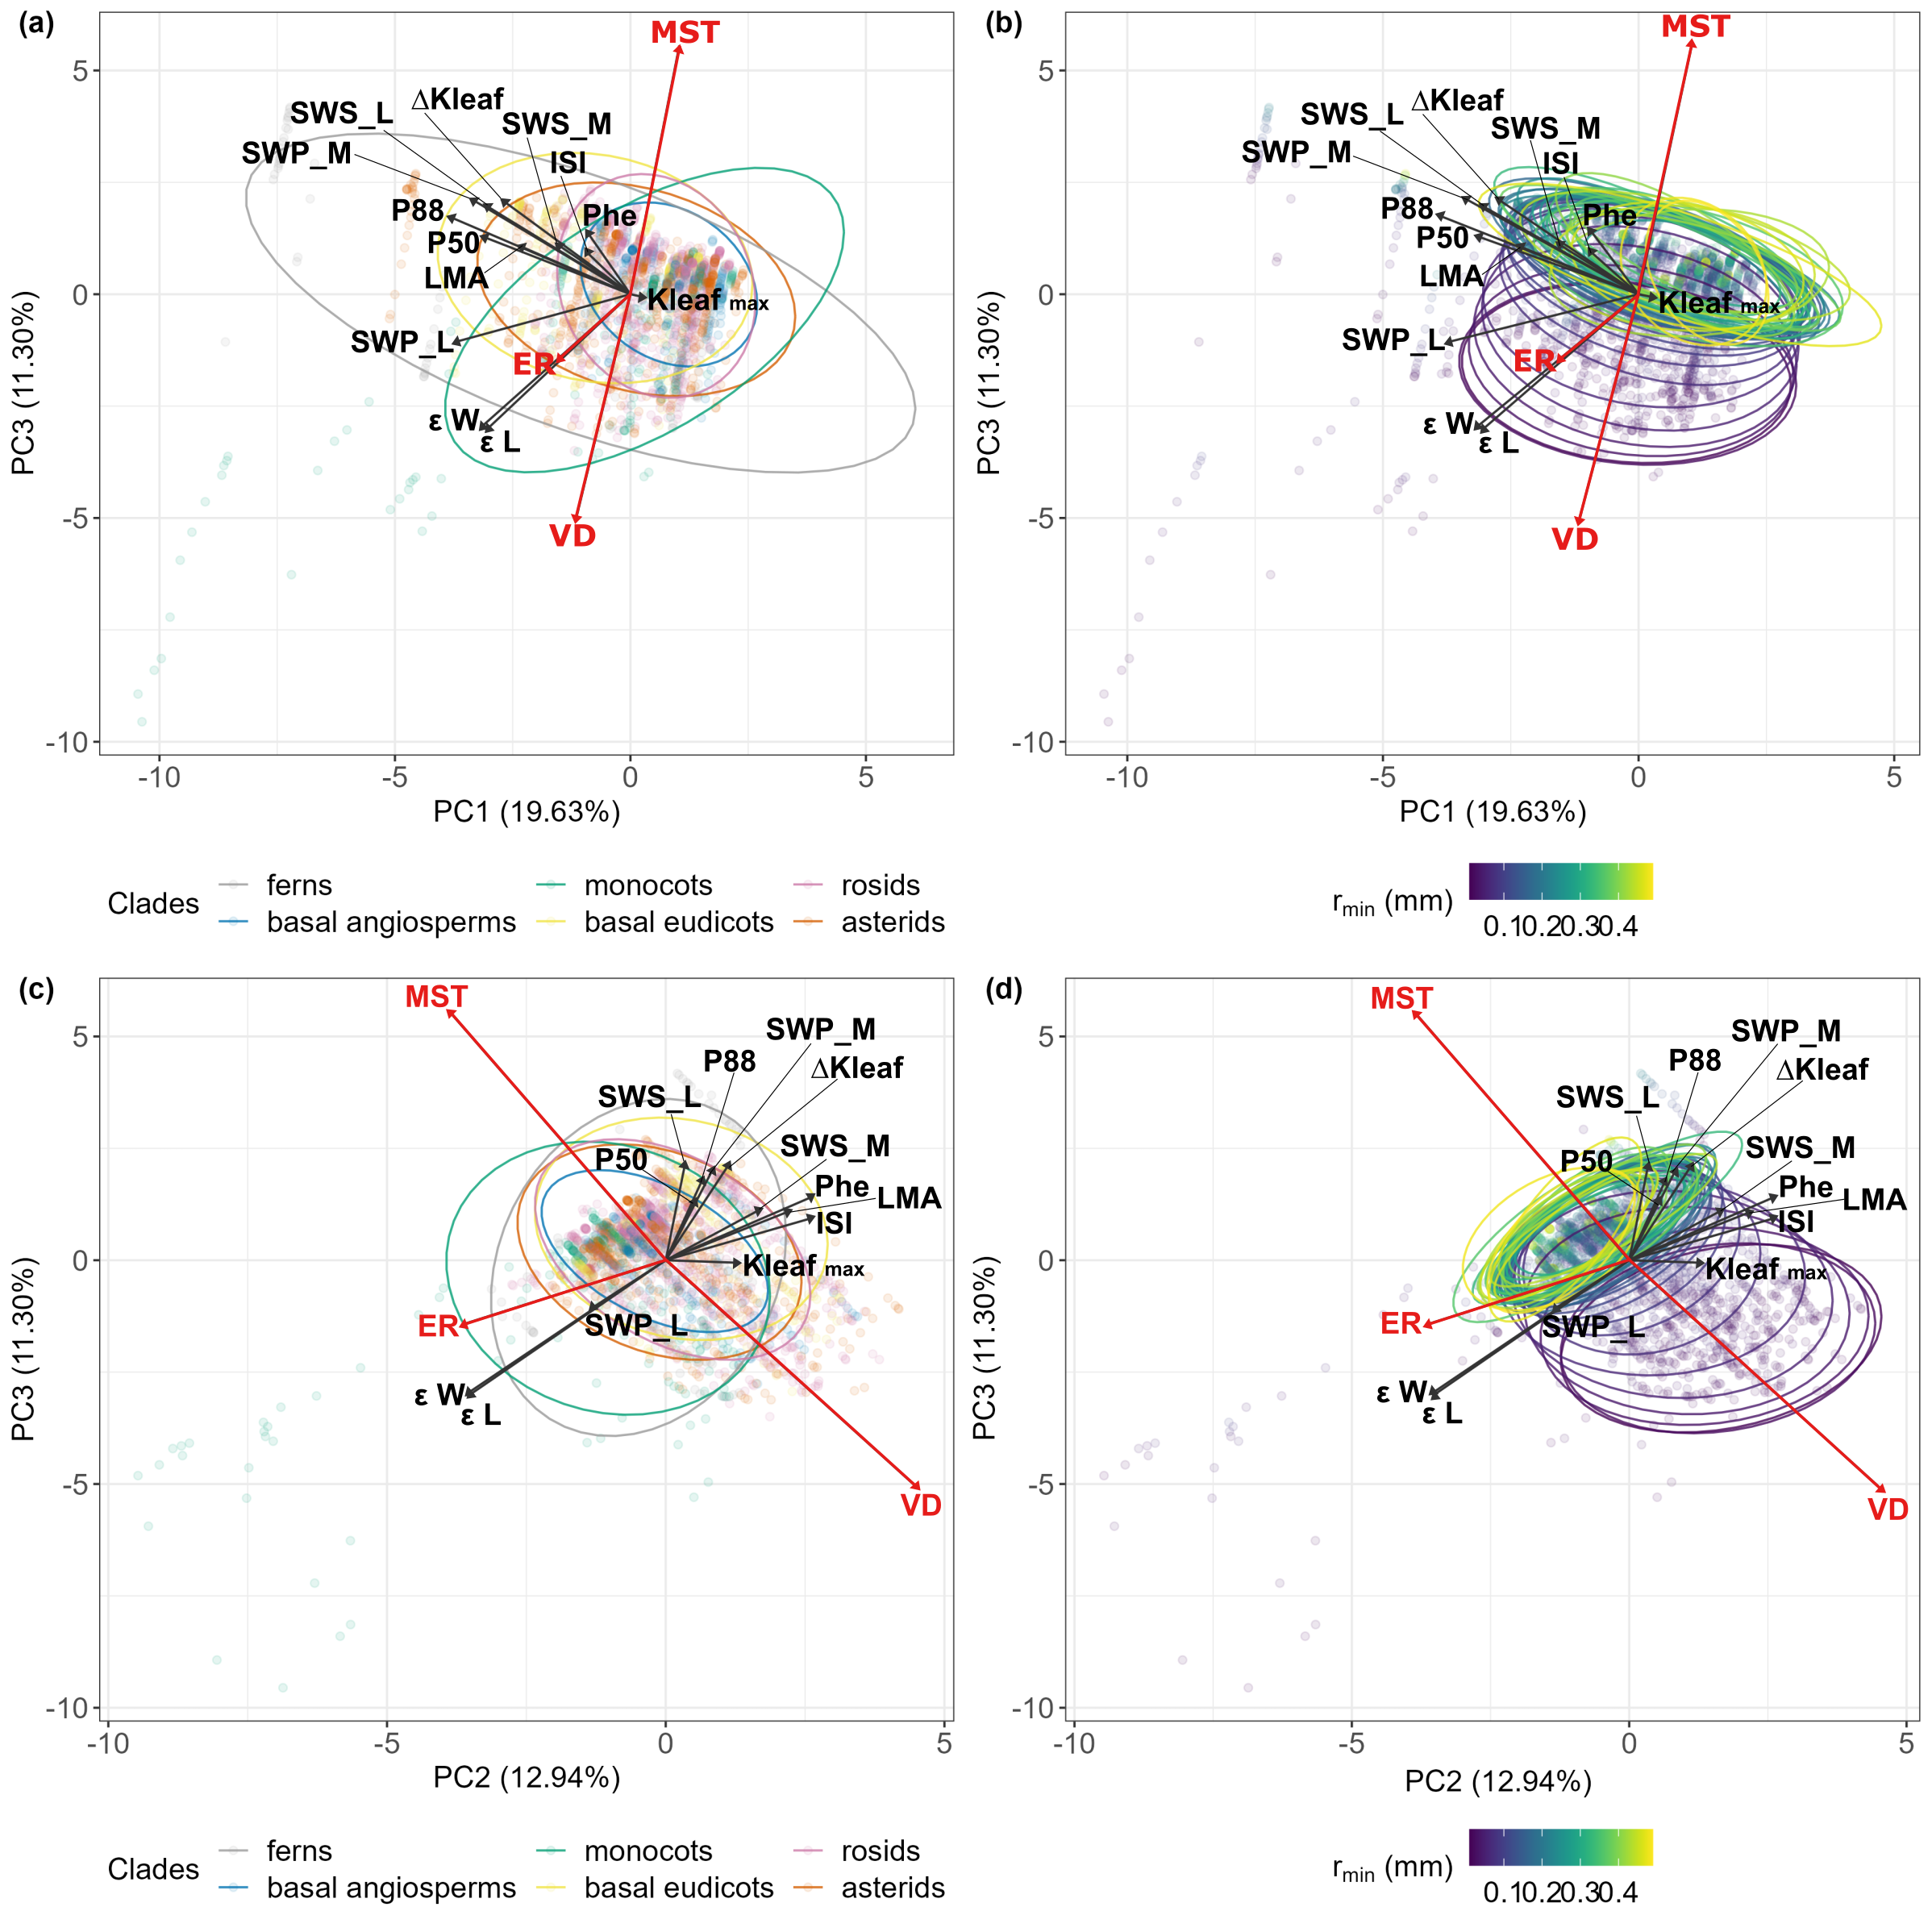 (a)
MST
5
ΔKleaf
SWS_L
SWS_M
SWP_M
ISI
P88
Phe
P50
LMA
0
Kleaf max
SWP_L
ER
ε W
ε L
-5
VD
-10
PC3 (11.30%)
-10 -5 0 5
PC1 (19.63%)
Clades
ferns monocots rosids
basal angiosperms basal eudicots asterids
(b)
MST
5
ΔKleaf
SWS_L
SWS_M
SWP_M
ISI
P88
Phe
P50
LMA
0
Kleaf max
SWP_L
ER
ε W
ε L
-5
VD
-10
PC3 (11.30%)
-10 -5 0 5
PC1 (19.63%)
rmin (mm)
0.10.20.30.4
(c)
MST
5
SWP_M
P88
ΔKleaf
SWS_L
SWS_M
P50
Phe
LMA
ISI
0
Kleaf max
ER
SWP_L
ε W
ε L
-5
VD
-10
PC3 (11.30%)
-10 -5 0 5
PC2 (12.94%)
Clades
ferns monocots rosids
basal angiosperms basal eudicots asterids
(d)
MST
5
SWP_M
P88
ΔKleaf
SWS_L
SWS_M
P50
Phe
LMA
ISI
0
Kleaf max
ER
SWP_L
ε W
ε L
-5
VD
-10
PC3 (11.30%)
-10 -5 0 5
PC2 (12.94%)
rmin (mm)
0.10.20.30.4